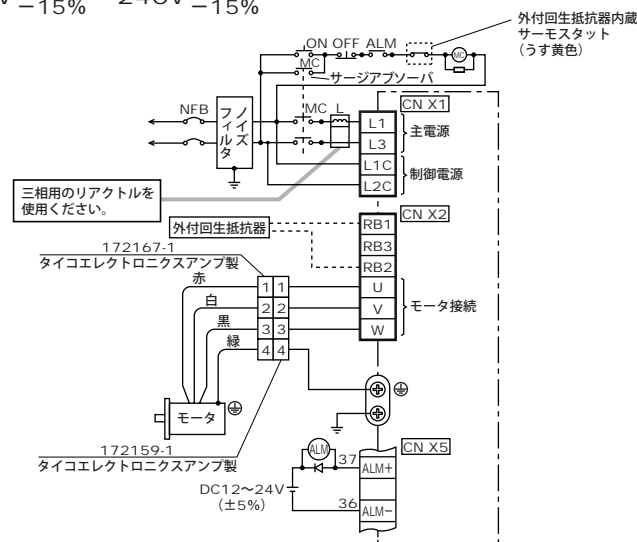 −15%
240V −15%
外付回生抵抗器内蔵
サーモスタット
(うす黄色)
ON OFF ALM
MC
MC
サージアブソーバ
NFB
ノイズ
フィルタ
MC L
CN X1
L1
L3
主電源
L1C
L2C
制御電源
三相用のリアクトルを
使用ください。
CN X2
外付回生抵抗器
RB1
RB3
RB2
172167-1
タイコエレクトロニクスアンプ製
赤
1 1
U
白
2 2
V
モータ接続
黒
3 3
W
緑
4 4
モータ
172159-1
タイコエレクトロニクスアンプ製
CN X5
ALM
37
ALM+
DC12〜24V
(±5%)
36
ALM−